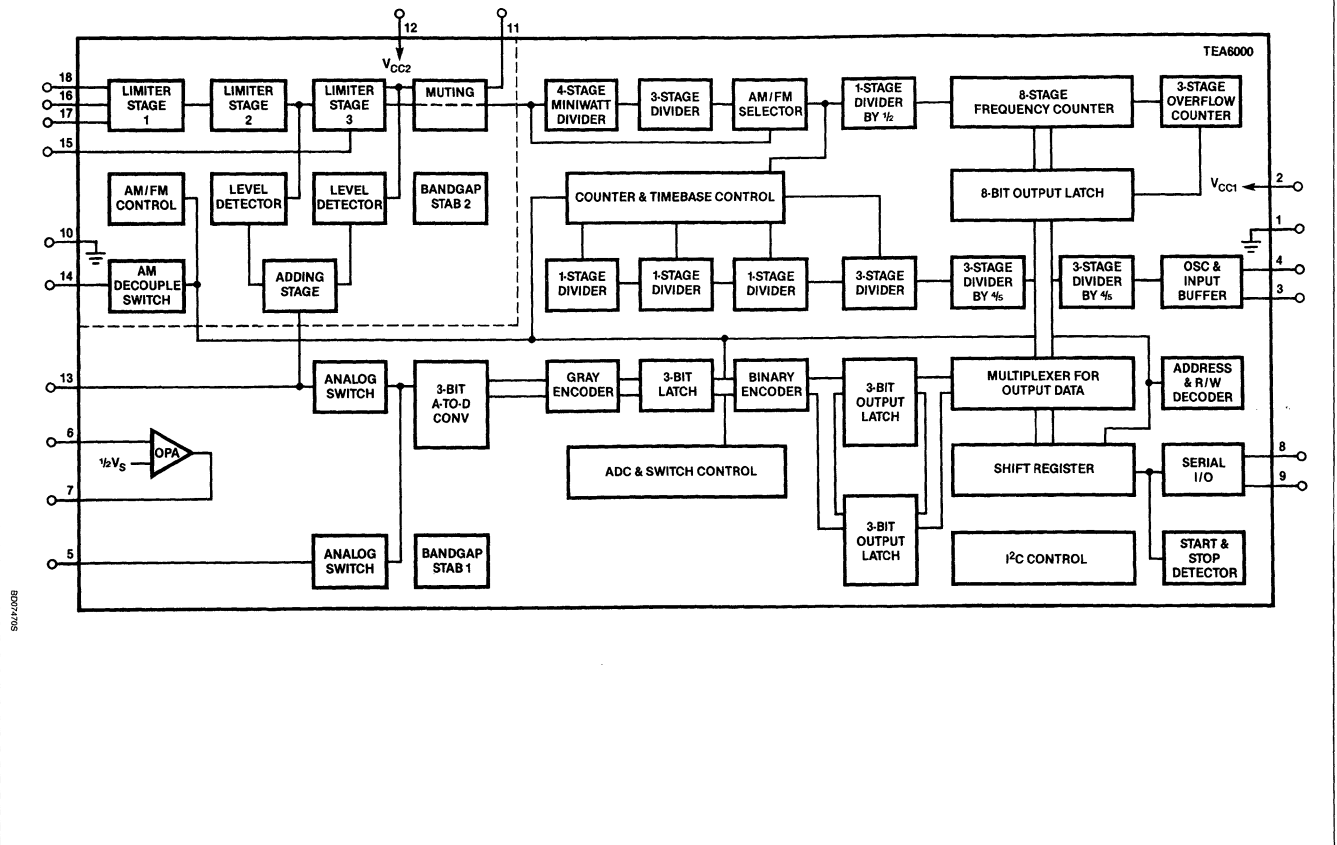 12
11
TEA6000
VCC2
18
16
17
15
LIMITER
STAGE
1
LIMITER
STAGE
2
LIMITER
STAGE
3
MUTING
4-STAGE
MINIWATT
DIVIDER
3-STAGE
DIVIDER
AM/FM
SELECTOR
1-STAGE
DIVIDER
BY 1/2
8-STAGE
FREQUENCY COUNTER
3-STAGE
OVERFLOW
COUNTER
AM/FM
CONTROL
LEVEL
DETECTOR
LEVEL
DETECTOR
BANDGAP
STAB 2
COUNTER & TIMEBASE CONTROL
8-BIT OUTPUT LATCH
VCC1
2
1
10
14
AM
DECOUPLE
SWITCH
ADDING
STAGE
1-STAGE
DIVIDER
1-STAGE
DIVIDER
1-STAGE
DIVIDER
3-STAGE
DIVIDER
3-STAGE
DIVIDER
BY 4/5
3-STAGE
DIVIDER
BY 4/5
OSC &
INPUT
BUFFER
4
3
13
ANALOG
SWITCH
3-BIT
A-TO-D
CONV
GRAY
ENCODER
3-BIT
LATCH
BINARY
ENCODER
3-BIT
OUTPUT
LATCH
MULTIPLEXER FOR
OUTPUT DATA
ADDRESS
& R/W
DECODER
6
1/2VS
OPA
7
ADC & SWITCH CONTROL
SHIFT REGISTER
SERIAL
I/O
8
9
5
ANALOG
SWITCH
BANDGAP
STAB 1
3-BIT
OUTPUT
LATCH
I²C CONTROL
START &
STOP
DETECTOR
BD07470S